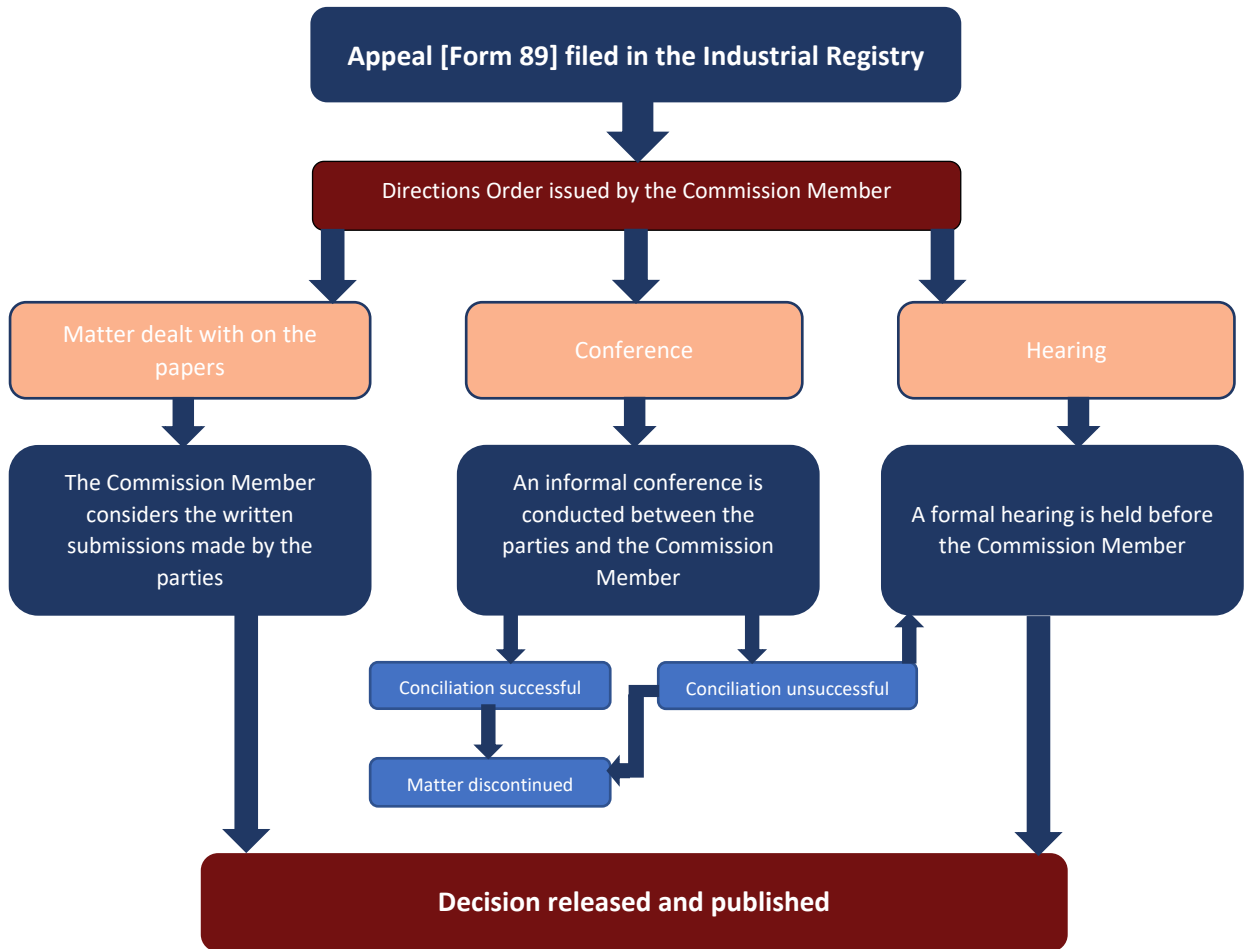 Appeal [Form 89] filed in the Industrial Registry
Directions Order issued by the Commission Member
Matter dealt with on the
papers
Conference
Hearing
The Commission Member
considers the written
submissions made by the
parties
An informal conference is
conducted between the
parties and the Commission
Member
A formal hearing is held before
the Commission Member
Conciliation successful
Conciliation unsuccessful
Matter discontinued
Decision released and published